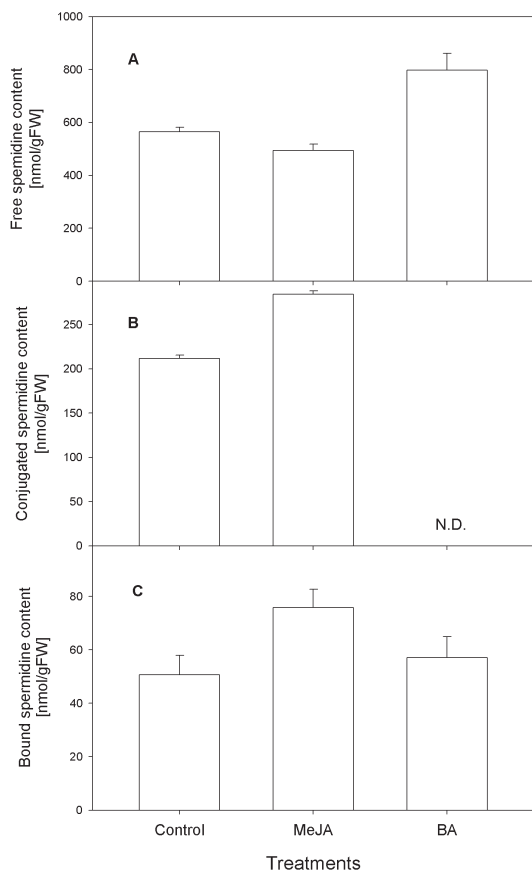 Free spemidine content
[nmol/gFW]
1000
800
600
400
200
0
A
Conjugated spermidine content
[nmol/gFW]
250
200
150
100
50
0
B
N.D.
Bound spermidine content
[nmol/gFW]
80
60
40
20
0
C
Control
MeJA
BA
Treatments